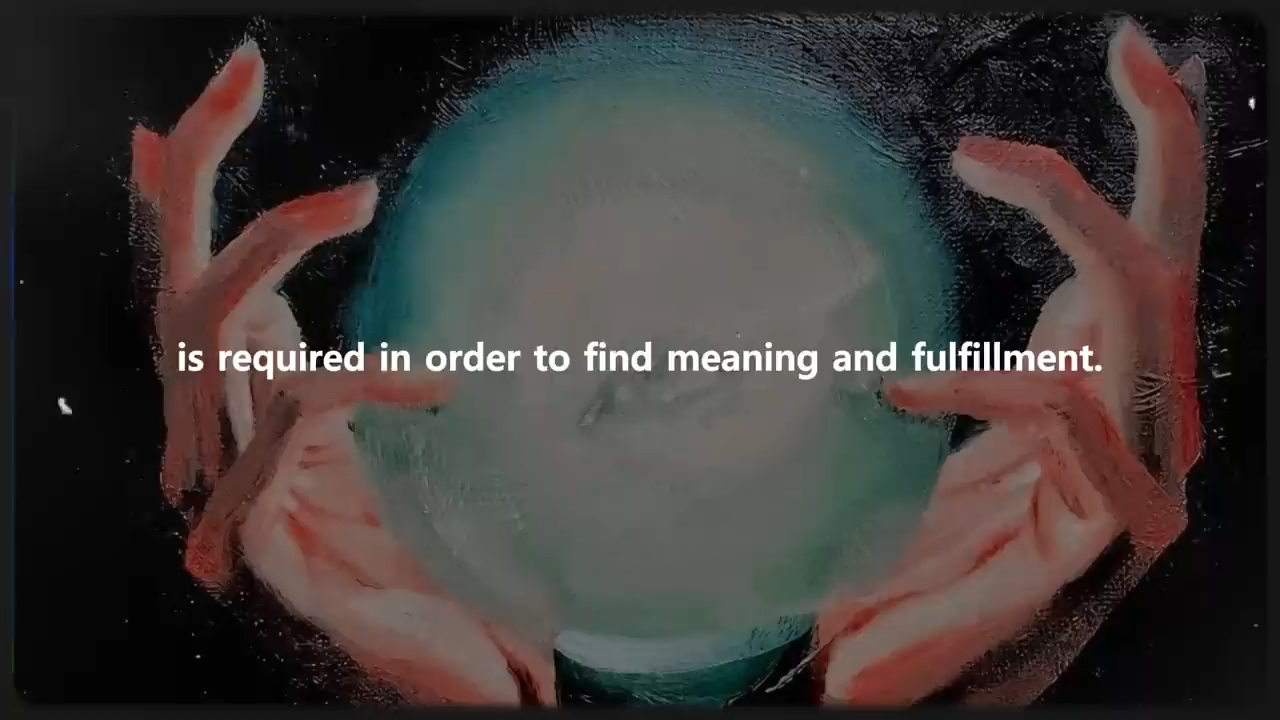 is required in order to find meaning and fulfillment.